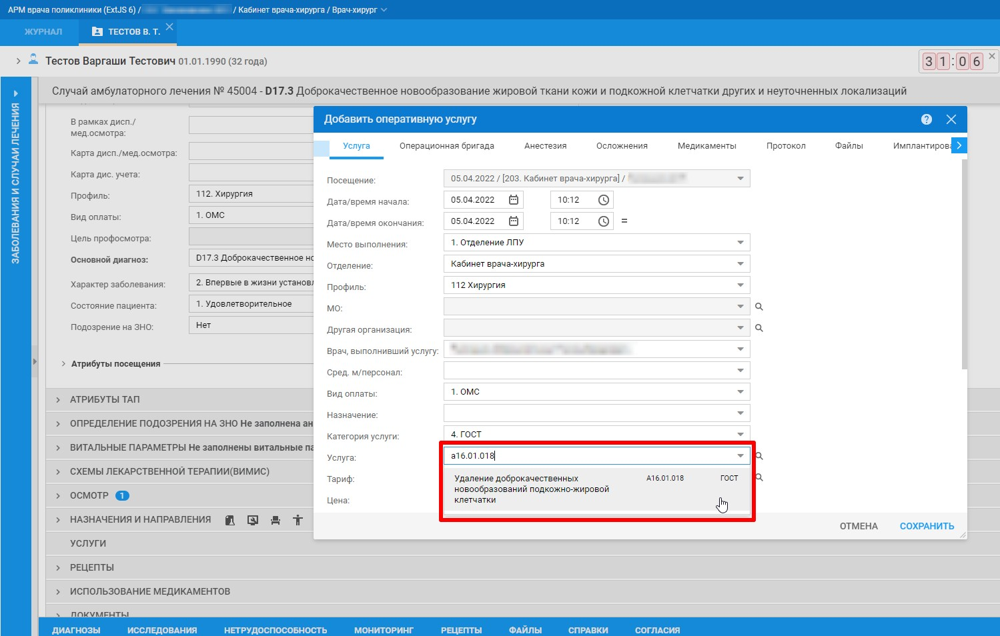 АРМ врача поликлиники (ExtJS 6) / / Кабинет врача-хирурга / Врач-хирург
ЖУРНАЛ
ТЕСТОВ В. Т.
Тестов Варгаши Тестович 01.01.1990 (32 года)
31:06
ЗАБОЛЕВАНИЯ И СЛУЧАИ ЛЕЧЕНИЯ
Случай амбулаторного лечения № 45004 - D17.3 Доброкачественное новообразование жировой ткани кожи и подкожной клетчатки других и неуточненных локализаций
В рамках дисп./
мед.осмотра:
Карта дисп./мед.осмотра:
Карта дис. учета:
Профиль: 112. Хирургия
Вид оплаты: 1. ОМС
Цель профосмотра:
Основной диагноз: D17.3 Доброкачественное но
Характер заболевания: 2. Впервые в жизни установл
Состояние пациента: 1. Удовлетворительное
Подозрение на ЗНО: Нет
Атрибуты посещения
АТРИБУТЫ ТАП
ОПРЕДЕЛЕНИЕ ПОДОЗРЕНИЯ НА ЗНО Не заполнена ан
ВИТАЛЬНЫЕ ПАРАМЕТРЫ Не заполнены витальные па
СХЕМЫ ЛЕКАРСТВЕННОЙ ТЕРАПИИ(ВИМИС)
ОСМОТР 1
НАЗНАЧЕНИЯ И НАПРАВЛЕНИЯ
УСЛУГИ
РЕЦЕПТЫ
ИСПОЛЬЗОВАНИЕ МЕДИКАМЕНТОВ
ДОКУМЕНТЫ
Добавить оперативную услугу
Услуга Операционная бригада Анестезия Осложнения Медикаменты Протокол Файлы Имплантирова
Посещение: 05.04.2022 / [203. Кабинет врача-хирурга] /
Дата/время начала: 05.04.2022 10:12
Дата/время окончания: 05.04.2022 10:12 =
Место выполнения: 1. Отделение ЛПУ
Отделение: Кабинет врача-хирурга
Профиль: 112 Хирургия
МО:
Другая организация:
Врач, выполнивший услугу:
Сред. м/персонал:
Вид оплаты: 1. ОМС
Назначение:
Категория услуги: 4. ГОСТ
Услуга: а16.01.018
Тариф:
Цена:
Удаление доброкачественных A16.01.018 ГОСТ
новообразований подкожно-жировой
клетчатки
ОТМЕНА СОХРАНИТЬ
ДИАГНОЗЫ ИССЛЕДОВАНИЯ НЕТРУДОСПОСОБНОСТЬ МОНИТОРИНГ РЕЦЕПТЫ ФАЙЛЫ СПРАВКИ СОГЛАСИЯ